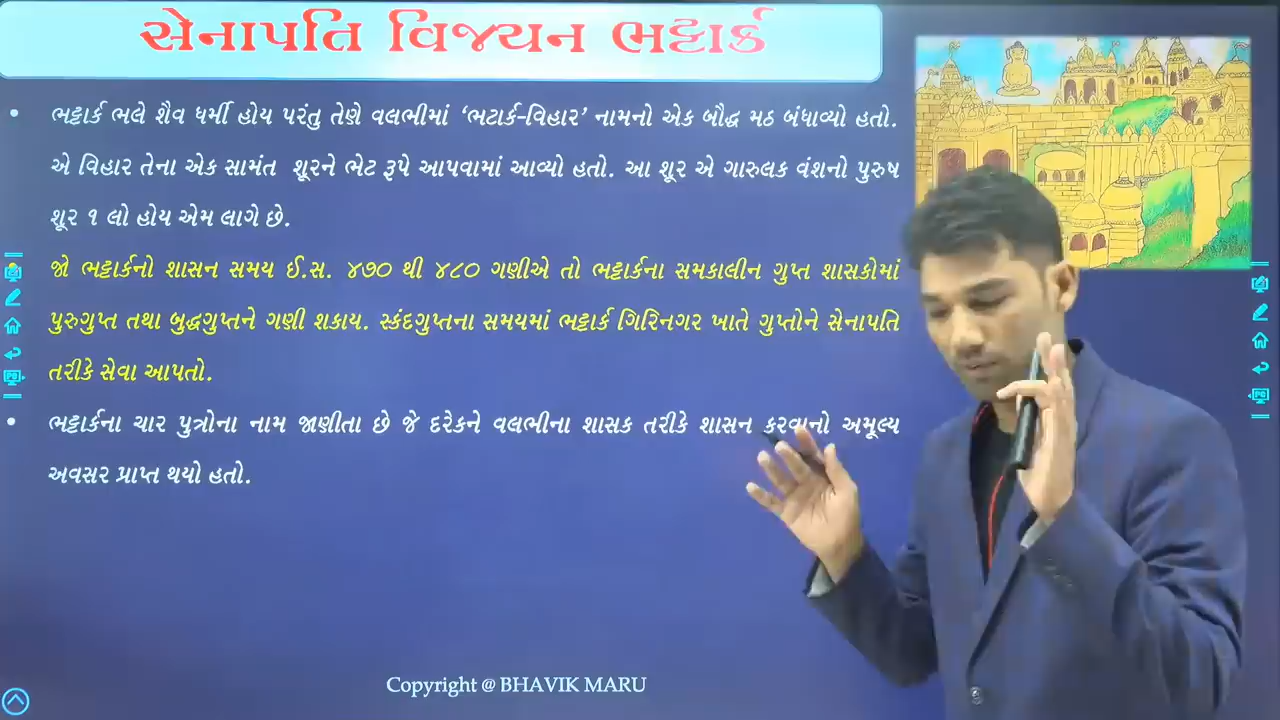 સેનાપતિ વિજયન ભટ્ટાર્ક
• ભટ્ટાર્ક ભલે શૈવ ધર્મી હોય પરંતુ તેણે વલભીમાં ‘ભટાર્ક-વિહાર’ નામનો એક બૌદ્ધ મઠ બંધાવ્યો હતો.
એ વિહાર તેના એક સામંત શૂરને ભેટ રૂપે આપવામાં આવ્યો હતો. આ શૂર એ ગારુલક વંશનો પુરુષ
શૂર ૧ લો હોય એમ લાગે છે.
• જો ભટ્ટાર્કનો શાસન સમય ઈ.સ. ૪૭૦ થી ૪૮૦ ગણીએ તો ભટ્ટાર્કના સમકાલીન ગુપ્ત શાસકોમાં
પુરુગુપ્ત તથા બુદ્ધગુપ્તને ગણી શકાય. સ્કંદગુપ્તના સમયમાં ભટ્ટાર્ક ગિરિનગર ખાતે ગુપ્તોને સેનાપતિ
તરીકે સેવા આપતો.
• ભટ્ટાર્કના ચાર પુત્રોના નામ જાણીતા છે જે દરેકને વલભીના શાસક તરીકે શાસન કરવાનો અમૂલ્ય
અવસર પ્રાપ્ત થયો હતો.
Copyright @ BHAVIK MARU